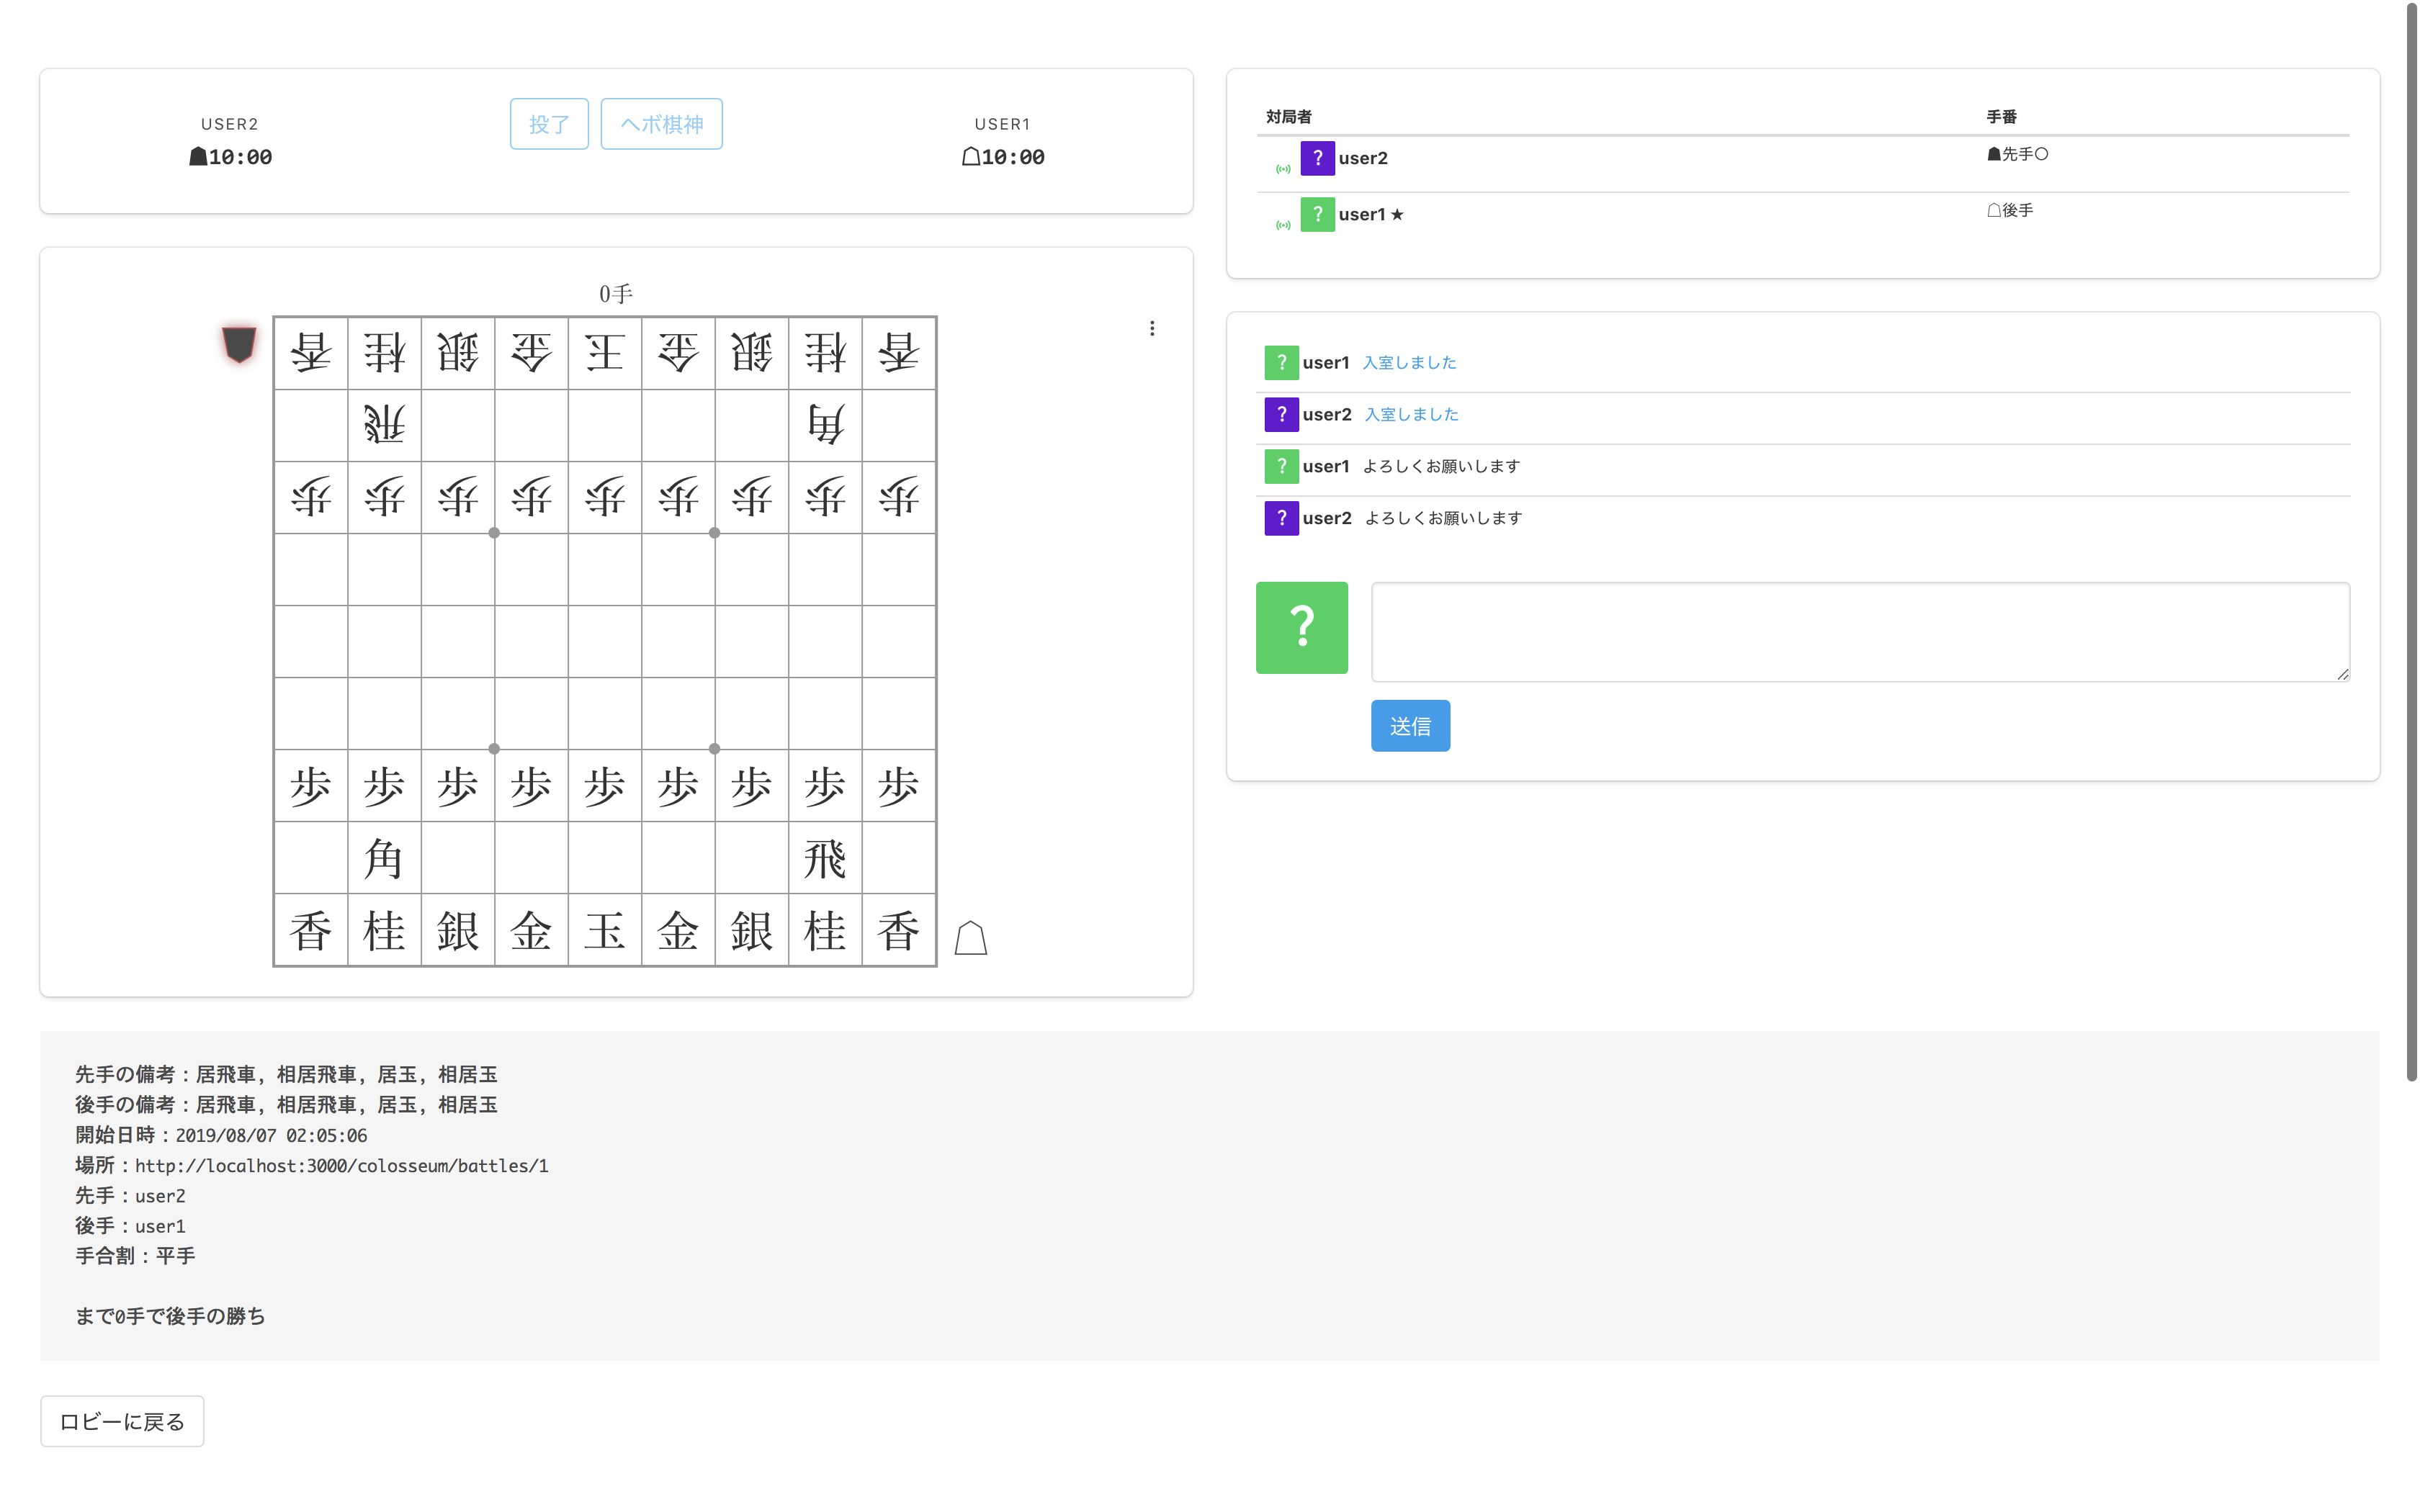 USER2
☗10:00
投了
ヘボ棋神
USER1
☖10:00
0手
香桂銀金王金銀桂香
飛角
歩歩歩歩歩歩歩歩歩
歩歩歩歩歩歩歩歩歩
角飛
香桂銀金玉金銀桂香
対局者 手番
? user2 ☗先手○
? user1 ★ ☖後手
? user1 入室しました
? user2 入室しました
? user1 よろしくお願いします
? user2 よろしくお願いします
?
送信
先手の備考：居飛車, 相居飛車, 居玉, 相居玉
後手の備考：居飛車, 相居飛車, 居玉, 相居玉
開始日時：2019/08/07 02:05:06
場所：http://localhost:3000/colosseum/battles/1
先手：user2
後手：user1
手合割：平手
まで0手で後手の勝ち
ロビーに戻る